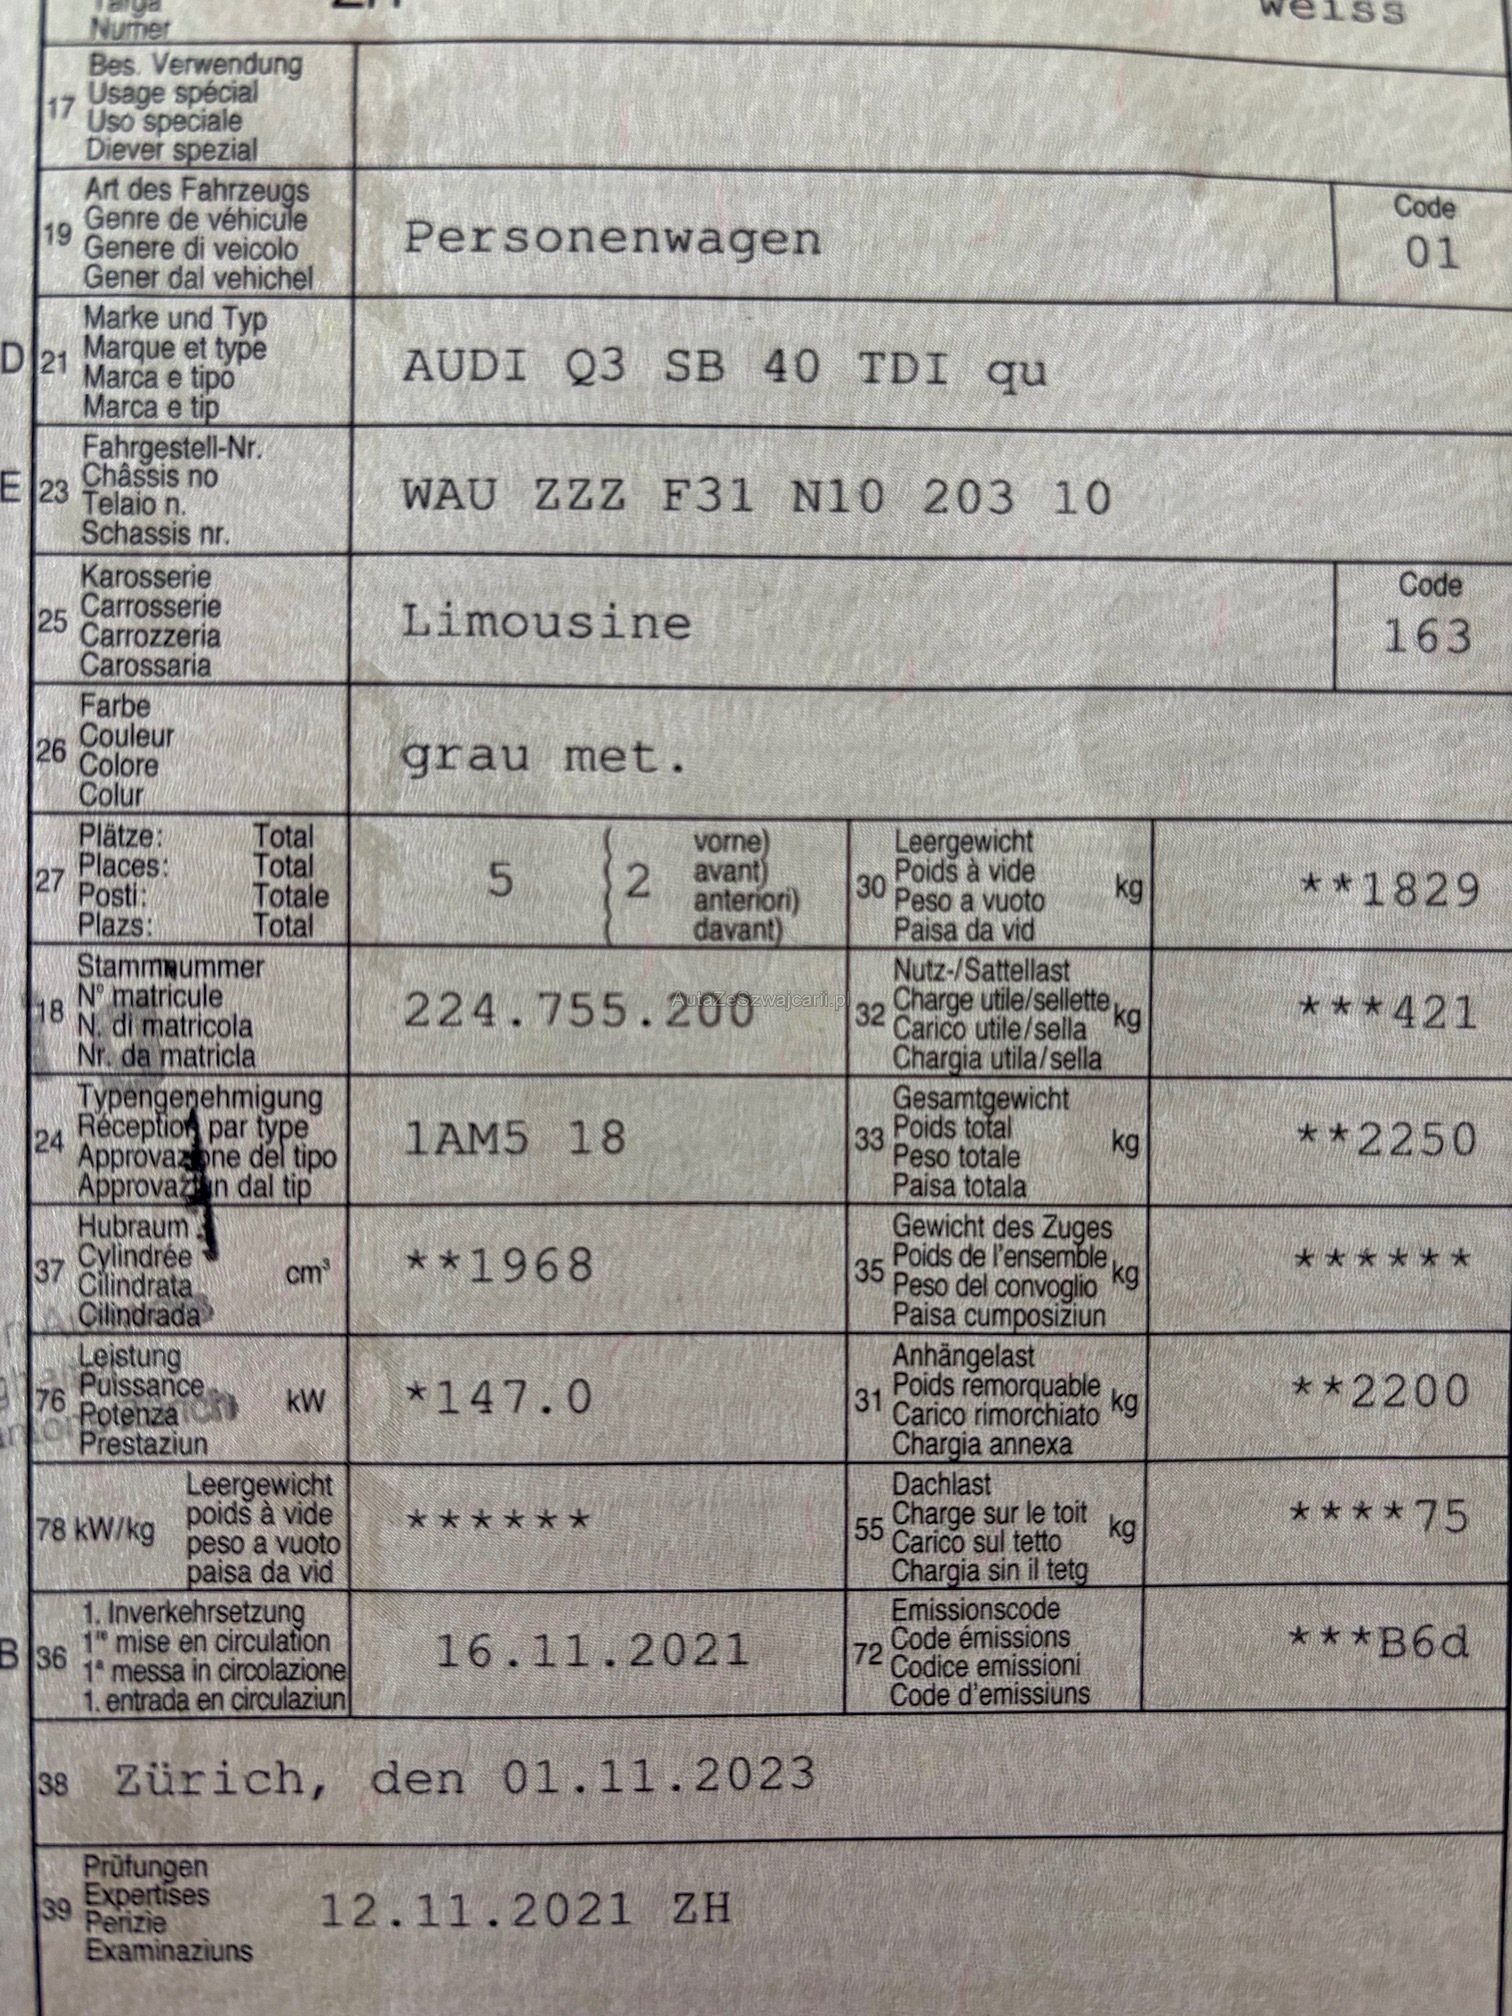 Targa
Numer
ZH
weiss
17
Bes. Verwendung
Usage spécial
Uso speciale
Diever spezial
19
Art des Fahrzeugs
Genre de véhicule
Genere di veicolo
Gener dal vehichel
Personenwagen
Code
01
D
21
Marke und Typ
Marque et type
Marca e tipo
Marca e tip
AUDI Q3 SB 40 TDI qu
E
23
Fahrgestell-Nr.
Châssis no
Telaio n.
Schassis nr.
WAU ZZZ F31 N10 203 10
25
Karosserie
Carrosserie
Carrozzeria
Carossaria
Limousine
Code
163
26
Farbe
Couleur
Colore
Colur
grau met.
27
Plätze: Total
Places: Total
Posti: Totale
Plazs: Total
5
2
vorne)
avant)
anteriori)
davant)
30
Leergewicht
Poids à vide
Peso a vuoto
Paisa da vid
kg
**1829
18
Stammnummer
N° matricule
N. di matricola
Nr. da matricla
224.755.200
AutaZeSzwajcarii.pl
32
Nutz-/Sattellast
Charge utile/sellette
Carico utile/sella
Chargia utila/sella
kg
***421
24
Typengenehmigung
Réception par type
Approvazione del tipo
Approvaziun dal tip
1AM5 18
33
Gesamtgewicht
Poids total
Peso totale
Paisa totala
kg
**2250
37
Hubraum
Cylindrée
Cilindrata
Cilindrada
cm³
**1968
35
Gewicht des Zuges
Poids de l'ensemble
Peso del convoglio
Paisa cumposiziun
kg
******
76
Leistung
Puissance
Potenza
Prestaziun
kW
*147.0
31
Anhängelast
Poids remorquable
Carico rimorchiato
Chargia annexa
kg
**2200
78 kW/kg
Leergewicht
poids à vide
peso a vuoto
paisa da vid
******
55
Dachlast
Charge sur le toit
Carico sul tetto
Chargia sin il tetg
kg
****75
B
36
1. Inverkehrsetzung
1re mise en circulation
1a messa in circolazione
1. entrada en circulaziun
16.11.2021
72
Emissionscode
Code émissions
Codice emissioni
Code d'emissiuns
***B6d
38
Zürich, den 01.11.2023
39
Prüfungen
Expertises
Perizie
Examinaziuns
12.11.2021 ZH